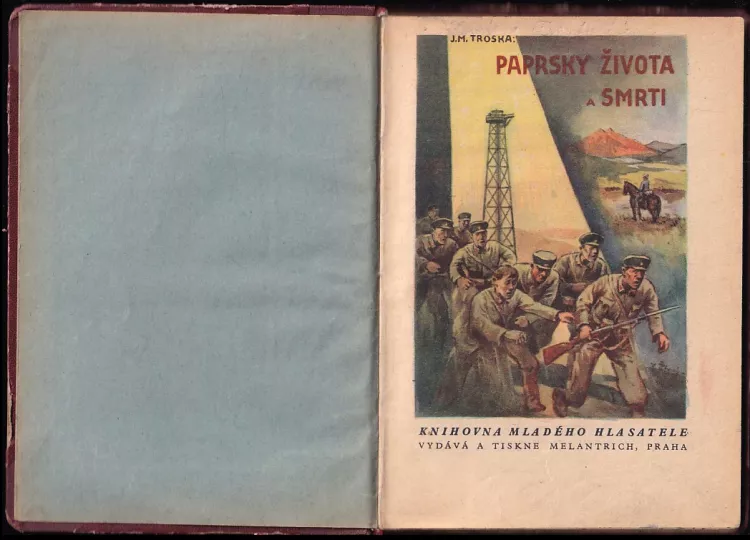 J. M. TROSKA:
PAPRSKY ŽIVOTA
A SMRTI
KNIHOVNA MLADÉHO HLASATELE
VYDÁVÁ A TISKNE MELANTRICH, PRAHA